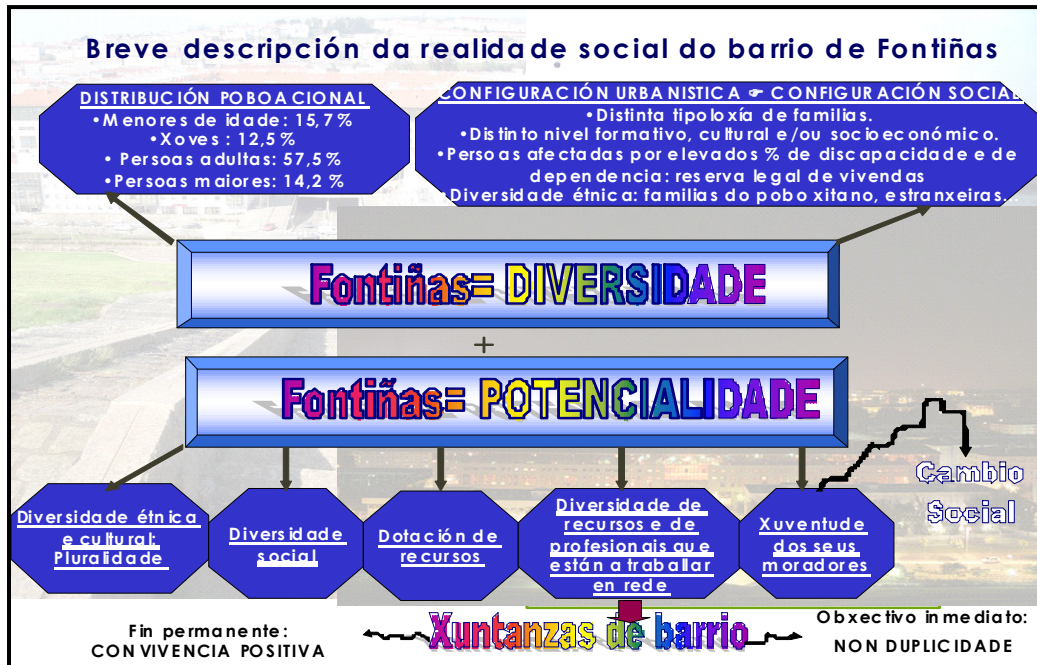 Breve descripción da realidade social do barrio de Fontiñas
DISTRIBUCIÓN POBOACIONAL
•Menores de idade: 15,7%
•Xoves : 12,5%
• Persoas adultas: 57,5%
•Persoas maiores: 14,2 %
CONFIGURACIÓN URBANISTICA ☞ CONFIGURACIÓN SOCIAL
•Distinta tipoloxía de familias.
•Distinto nivel formativo, cultural e/ou socioeconómico.
•Persoas afectadas por elevados % de discapacidade e de
dependencia: reserva legal de vivendas
•Diversidade étnica: familias do pobo xitano, estranxeiras...
Fontiñas= DIVERSIDADE
+
Fontiñas= POTENCIALIDADE
Cambio
Social
Diversidade étnica
e cultural:
Pluralidade
Diversidade
social
Dotación de
recursos
Diversidade de
recursos e de
profesionais que
están a traballar
en rede
Xuventude
dos seus
moradores
Fin permanente:
CONVIVENCIA POSITIVA
Xuntanzas de barrio
Obxectivo inmediato:
NON DUPLICIDADE